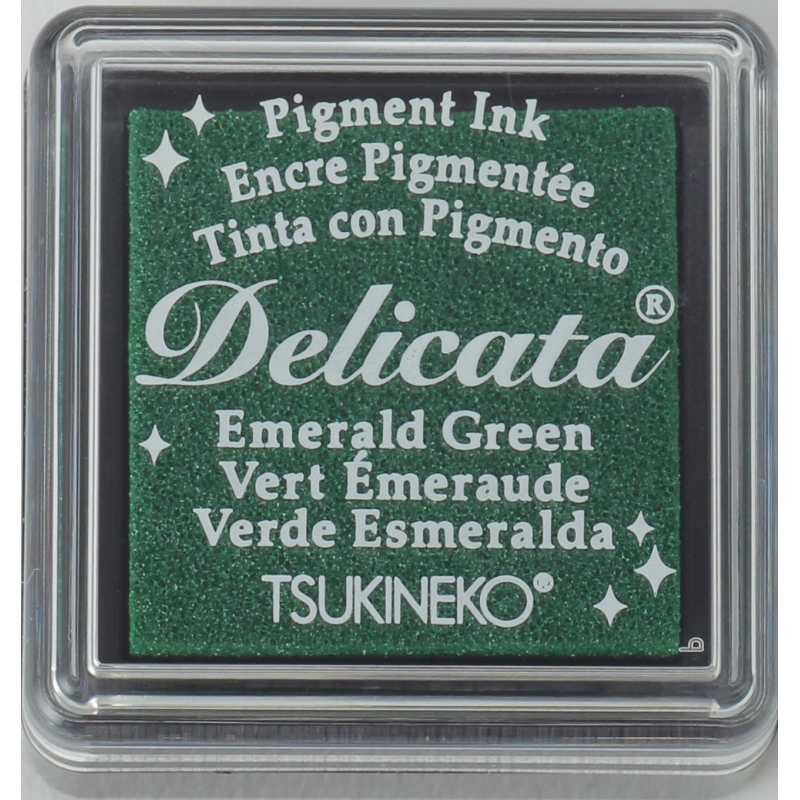 Pigment Ink
Encre Pigmentée
Tinta con Pigmento
Delicata®
Emerald Green
Vert Émeraude
Verde Esmeralda
TSUKINEKO®